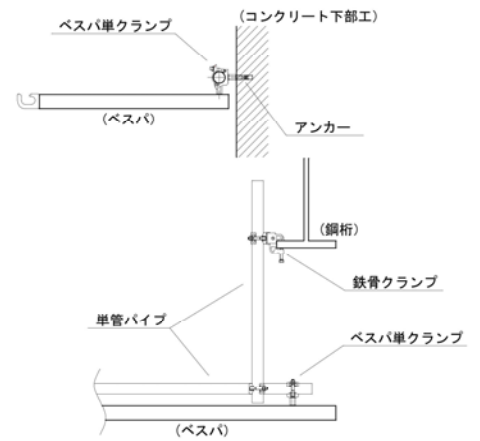 (コンクリート下部工)
ベスパ単クランプ
アンカー
(ベスパ)
(鋼桁)
鉄骨クランプ
単管パイプ
ベスパ単クランプ
(ベスパ)